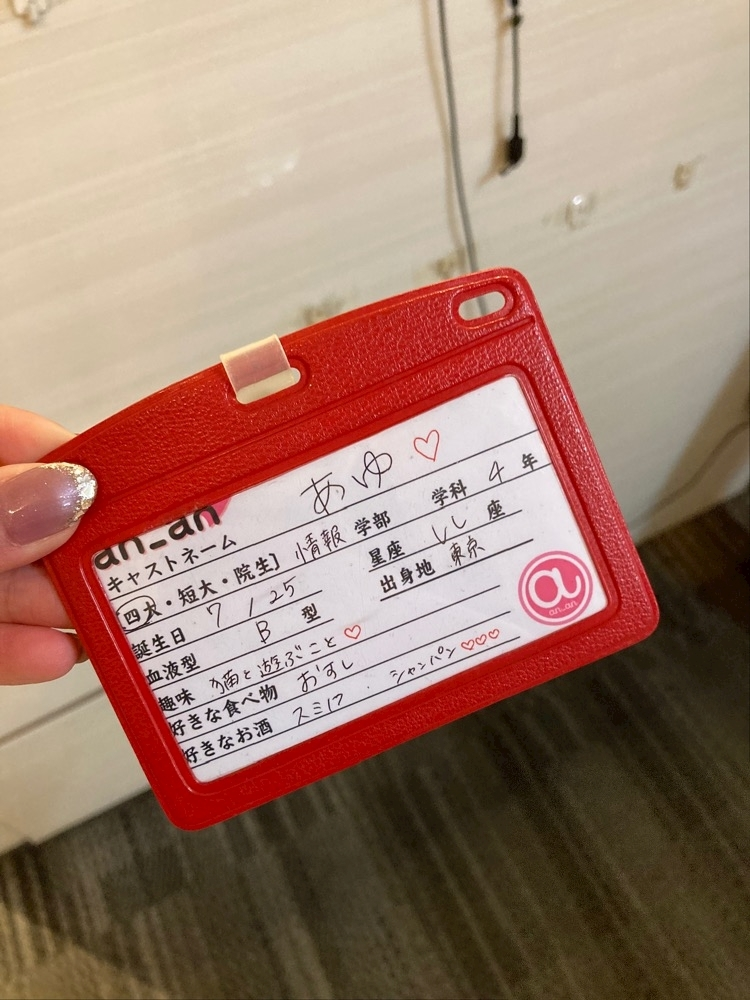 an_an
キャストネーム あゆ♡
[四大・短大・院生] 情報 学部 学科 4 年
誕生日 7/25 星座 しし 座
血液型 B 型 出身地 東京
趣味 猫と遊ぶこと♡
好きな食べ物 おすし
好きなお酒 スミノフ . シャンパン♡♡♡
a
an_an